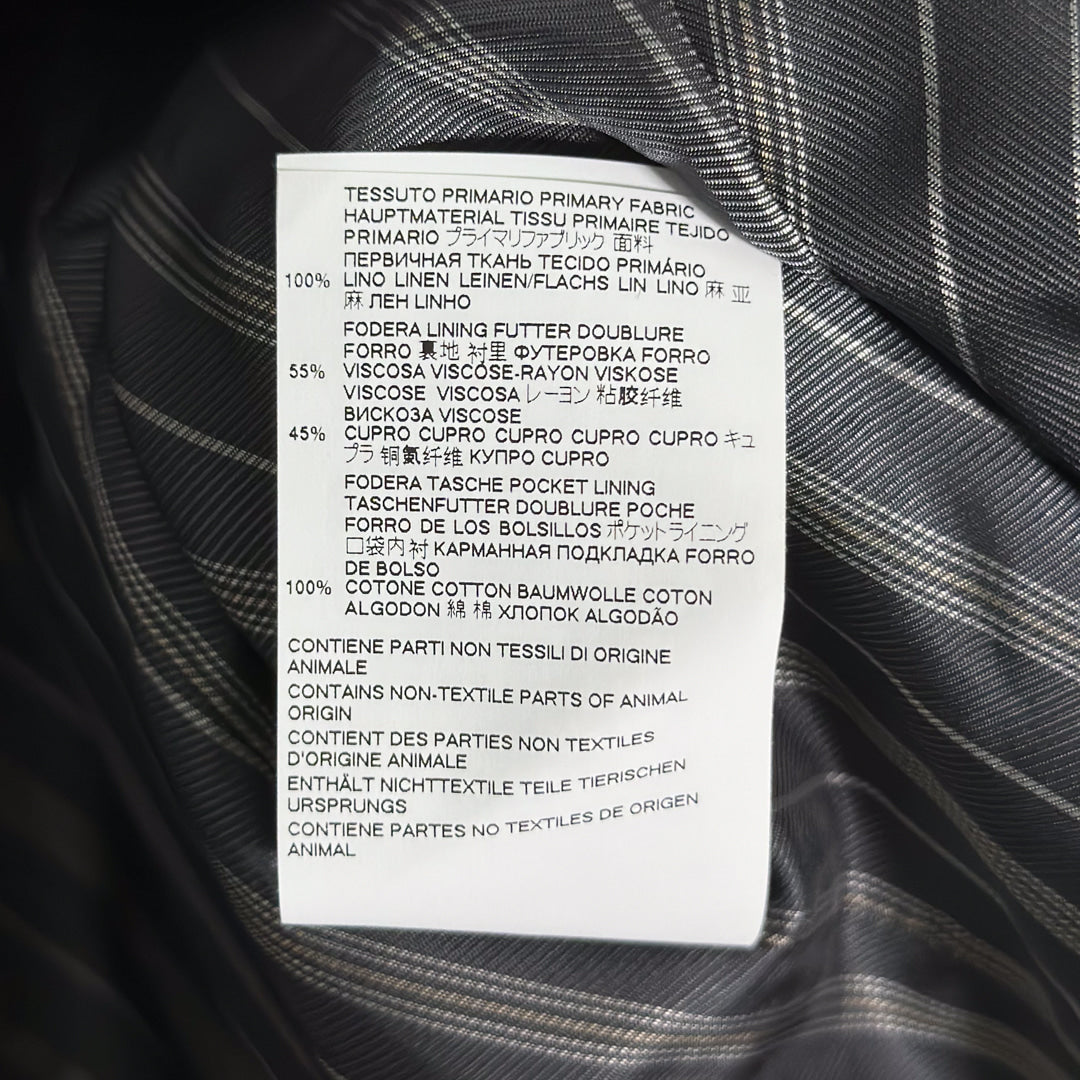 TESSUTO PRIMARIO PRIMARY FABRIC
HAUPTMATERIAL TISSU PRIMAIRE TEJIDO
PRIMARIO プライマリファブリック 面料
ПЕРВИЧНАЯ ТКАНЬ TECIDO PRIMÁRIO
100% LINO LINEN LEINEN/FLACHS LIN LINO 麻 亚
麻 ЛЕН LINHO
FODERA LINING FUTTER DOUBLURE
FORRO 裏地 衬里 ФУТЕРОВКА FORRO
55% VISCOSA VISCOSE-RAYON VISKOSE
VISCOSE VISCOSA レーヨン 粘胶纤维
ВИСКОЗА VISCOSE
45% CUPRO CUPRO CUPRO CUPRO CUPRO キュ
プラ 铜氨纤维 КУПРО CUPRO
FODERA TASCHE POCKET LINING
TASCHENFUTTER DOUBLURE POCHE
FORRO DE LOS BOLSILLOS ポケットライニング
口袋内衬 КАРМАННАЯ ПОДКЛАДКА FORRO
DE BOLSO
100% COTONE COTTON BAUMWOLLE COTON
ALGODON 綿 棉 ХЛОПОК ALGODÃO
CONTIENE PARTI NON TESSILI DI ORIGINE
ANIMALE
CONTAINS NON-TEXTILE PARTS OF ANIMAL
ORIGIN
CONTIENT DES PARTIES NON TEXTILES
D'ORIGINE ANIMALE
ENTHÄLT NICHTTEXTILE TEILE TIERISCHEN
URSPRUNGS
CONTIENE PARTES NO TEXTILES DE ORIGEN
ANIMAL